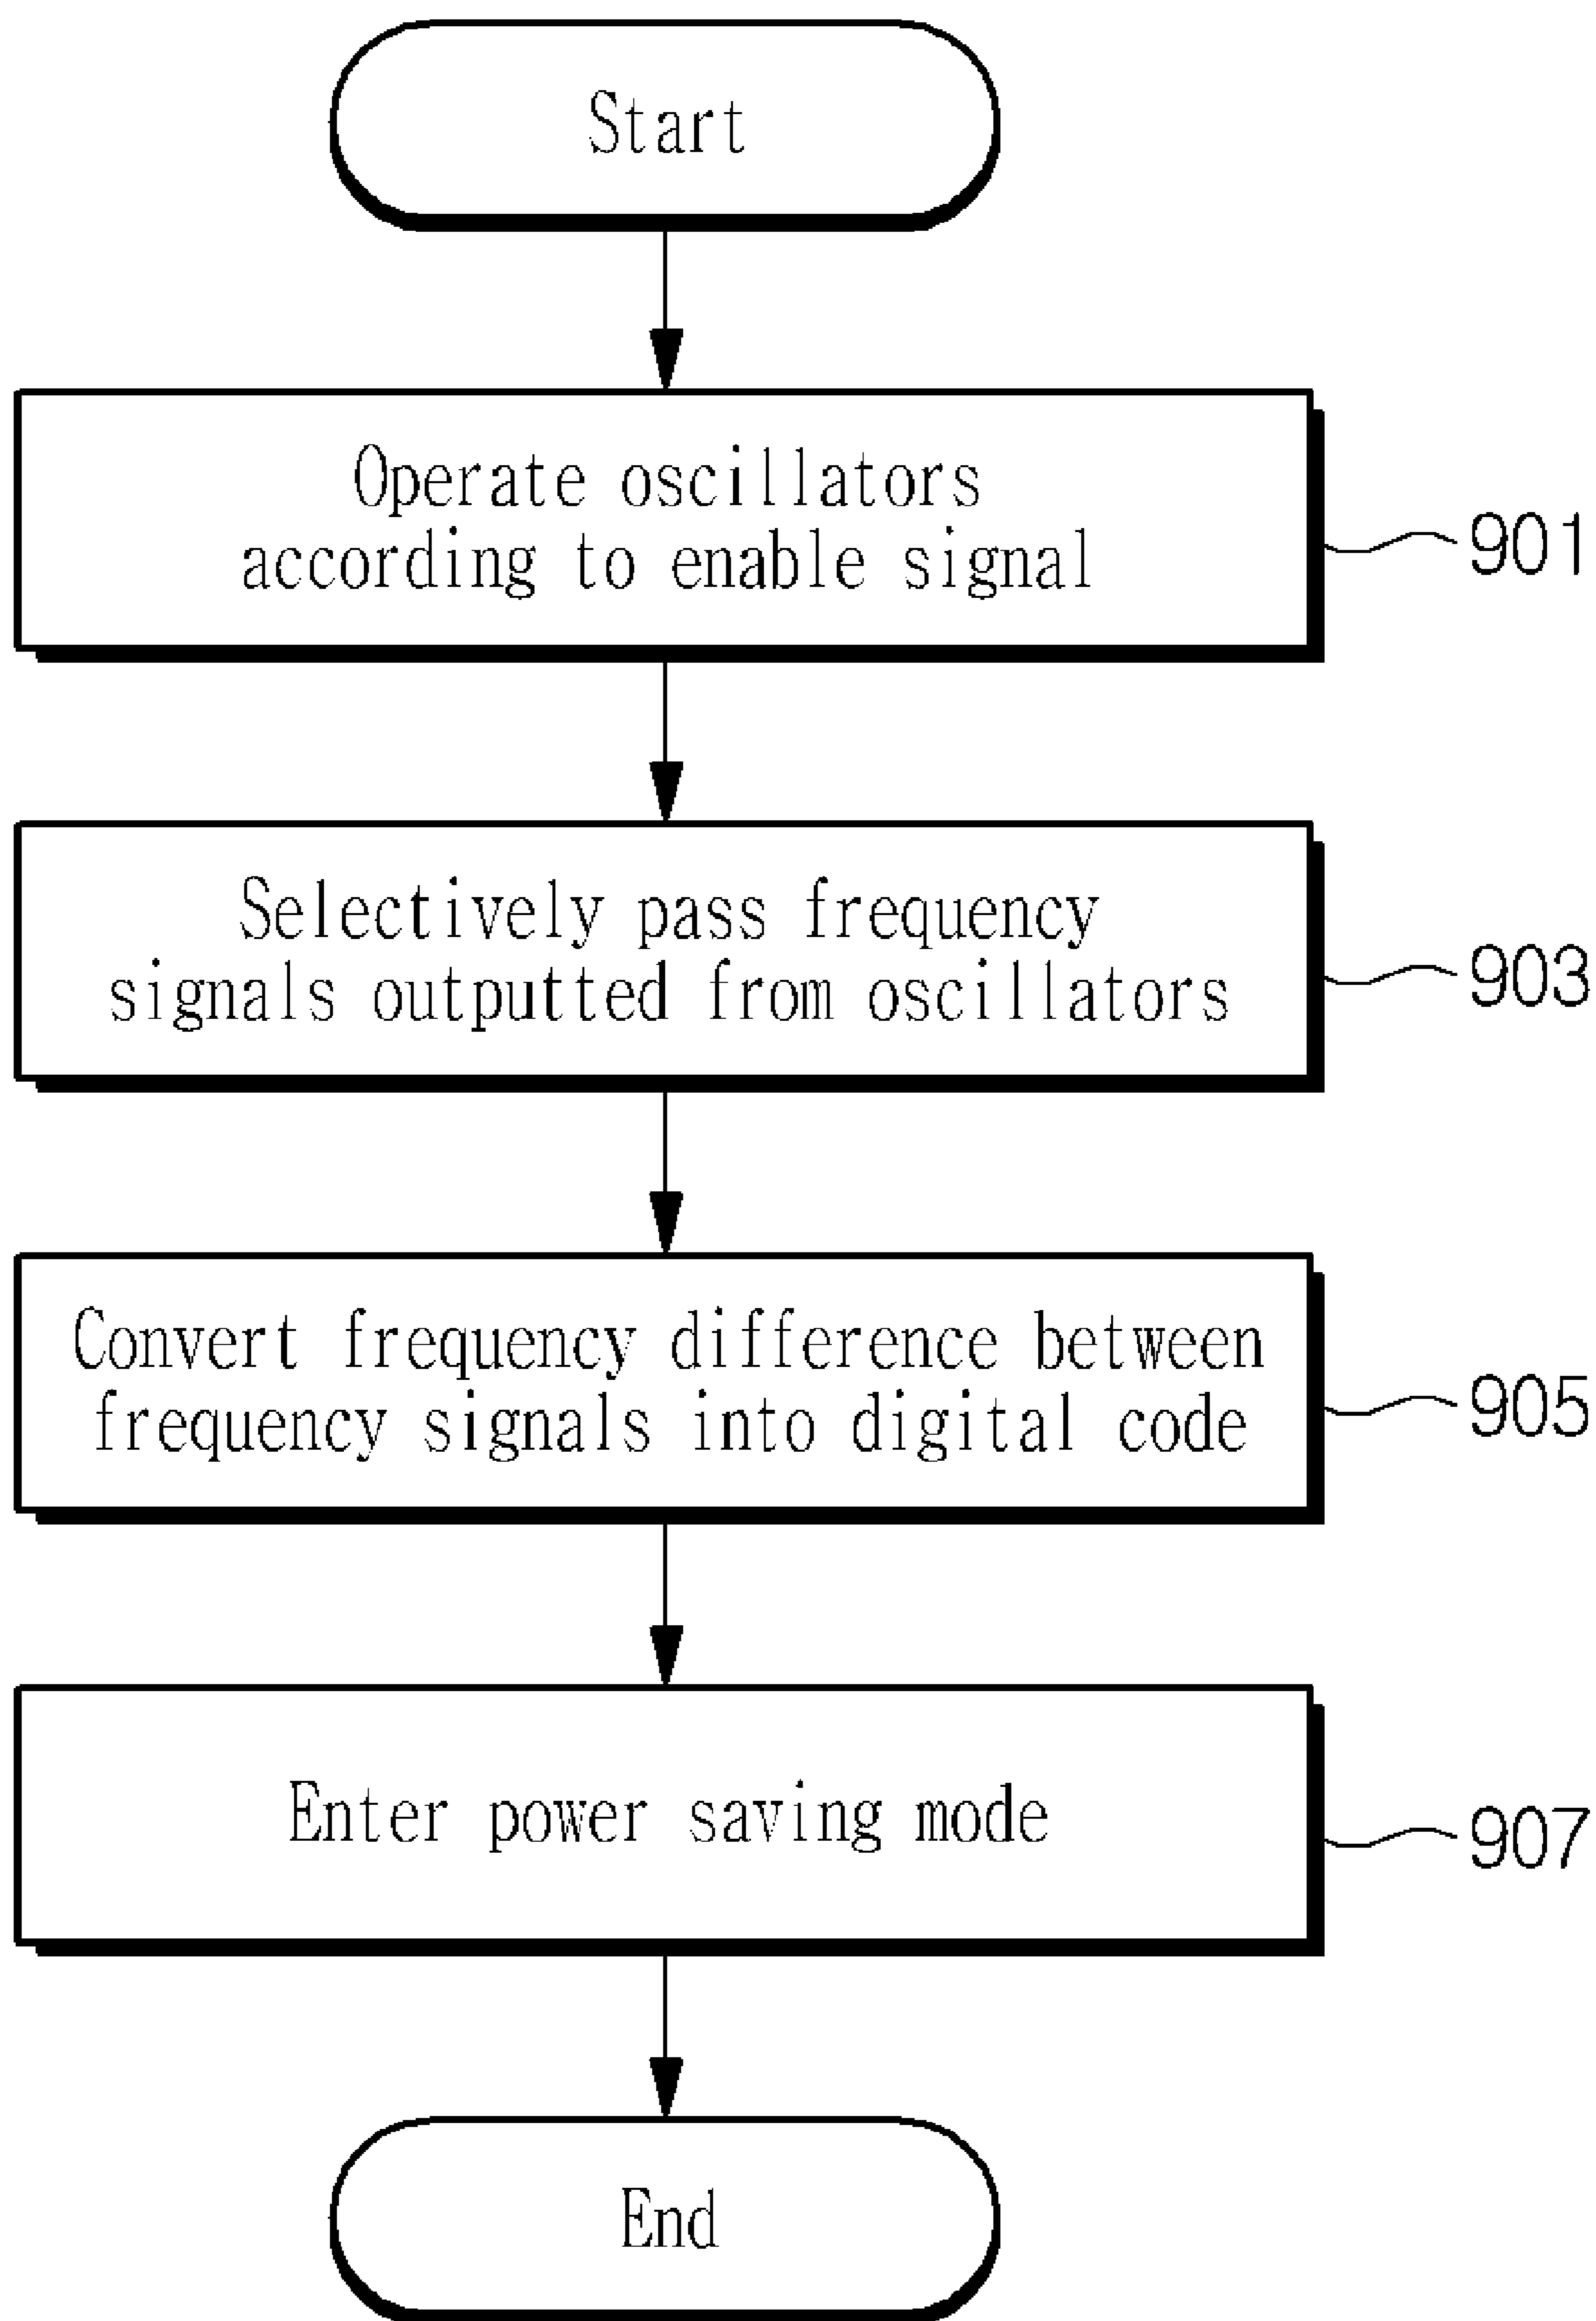 Start
Operate oscillators
according to enable signal
901
Selectively pass frequency
signals outputted from oscillators
903
Convert frequency difference between
frequency signals into digital code
905
Enter power saving mode
907
End